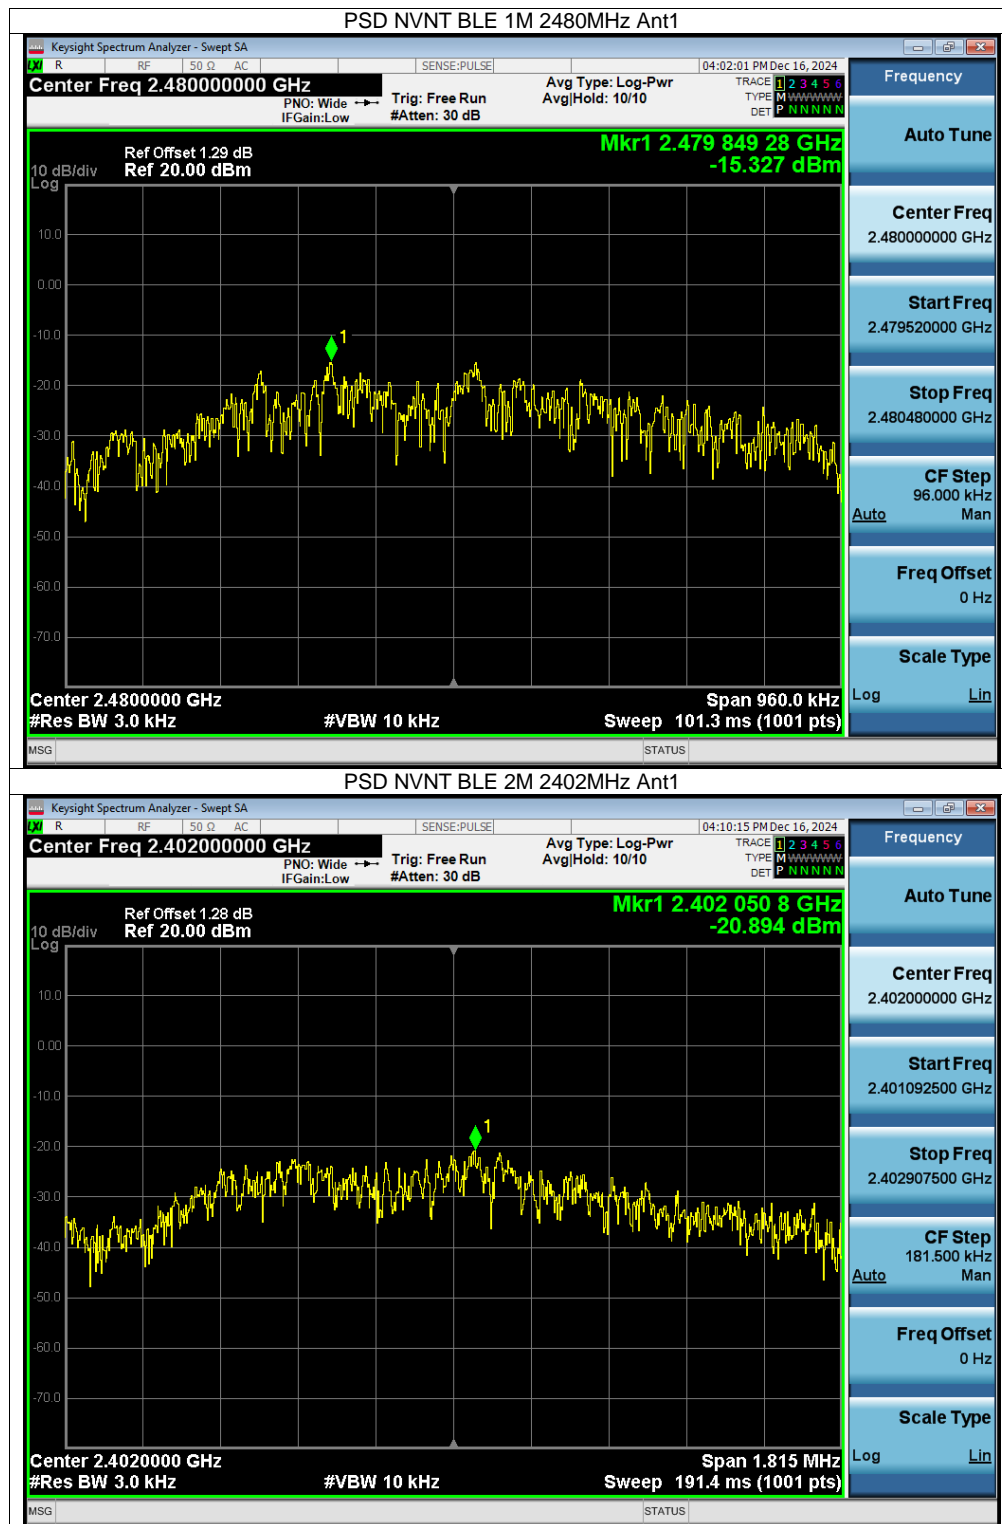 PSD NVNT BLE 1M 2480MHz Ant1
Keysight Spectrum Analyzer - Swept SA
LXI R RF 50 Ω AC SENSE:PULSE 04:02:01 PM Dec 16, 2024
Center Freq 2.480000000 GHz
PNO: Wide
IFGain:Low
Trig: Free Run
#Atten: 30 dB
Avg Type: Log-Pwr
Avg|Hold: 10/10
TRACE 1 2 3 4 5 6
TYPE M WWWWW
DET P N N N N N
Frequency
Mkr1 2.479 849 28 GHz
-15.327 dBm
Ref Offset 1.29 dB
10 dB/div Ref 20.00 dBm
Log
10.0
0.00
-10.0
-20.0
-30.0
-40.0
-50.0
-60.0
-70.0
1
Center 2.4800000 GHz Span 960.0 kHz
#Res BW 3.0 kHz #VBW 10 kHz Sweep 101.3 ms (1001 pts)
MSG STATUS
Auto Tune
Center Freq
2.480000000 GHz
Start Freq
2.479520000 GHz
Stop Freq
2.480480000 GHz
CF Step
96.000 kHz
Auto Man
Freq Offset
0 Hz
Scale Type
Log Lin
PSD NVNT BLE 2M 2402MHz Ant1
Keysight Spectrum Analyzer - Swept SA
LXI R RF 50 Ω AC SENSE:PULSE 04:10:15 PM Dec 16, 2024
Center Freq 2.402000000 GHz
PNO: Wide
IFGain:Low
Trig: Free Run
#Atten: 30 dB
Avg Type: Log-Pwr
Avg|Hold: 10/10
TRACE 1 2 3 4 5 6
TYPE M WWWWW
DET P N N N N N
Frequency
Mkr1 2.402 050 8 GHz
-20.894 dBm
Ref Offset 1.28 dB
10 dB/div Ref 20.00 dBm
Log
10.0
0.00
-10.0
-20.0
-30.0
-40.0
-50.0
-60.0
-70.0
1
Center 2.4020000 GHz Span 1.815 MHz
#Res BW 3.0 kHz #VBW 10 kHz Sweep 191.4 ms (1001 pts)
MSG STATUS
Auto Tune
Center Freq
2.402000000 GHz
Start Freq
2.401092500 GHz
Stop Freq
2.402907500 GHz
CF Step
181.500 kHz
Auto Man
Freq Offset
0 Hz
Scale Type
Log Lin